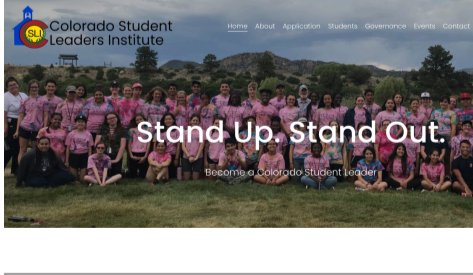 SLI
Colorado Student
Leaders Institute
Home About Application Students Governance Events Contact
Stand Up. Stand Out.
Become a Colorado Student Leader